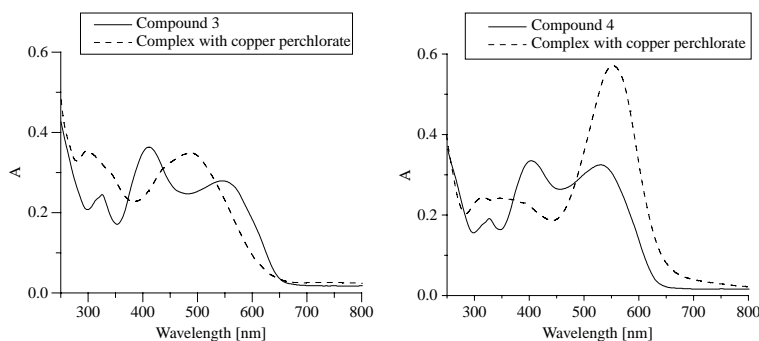 Compound 3
Complex with copper perchlorate
0.6
0.4
0.2
0.0
A
300 400 500 600 700 800
Wavelength [nm]
Compound 4
Complex with copper perchlorate
0.6
0.4
0.2
0.0
A
300 400 500 600 700 800
Wavelength [nm]